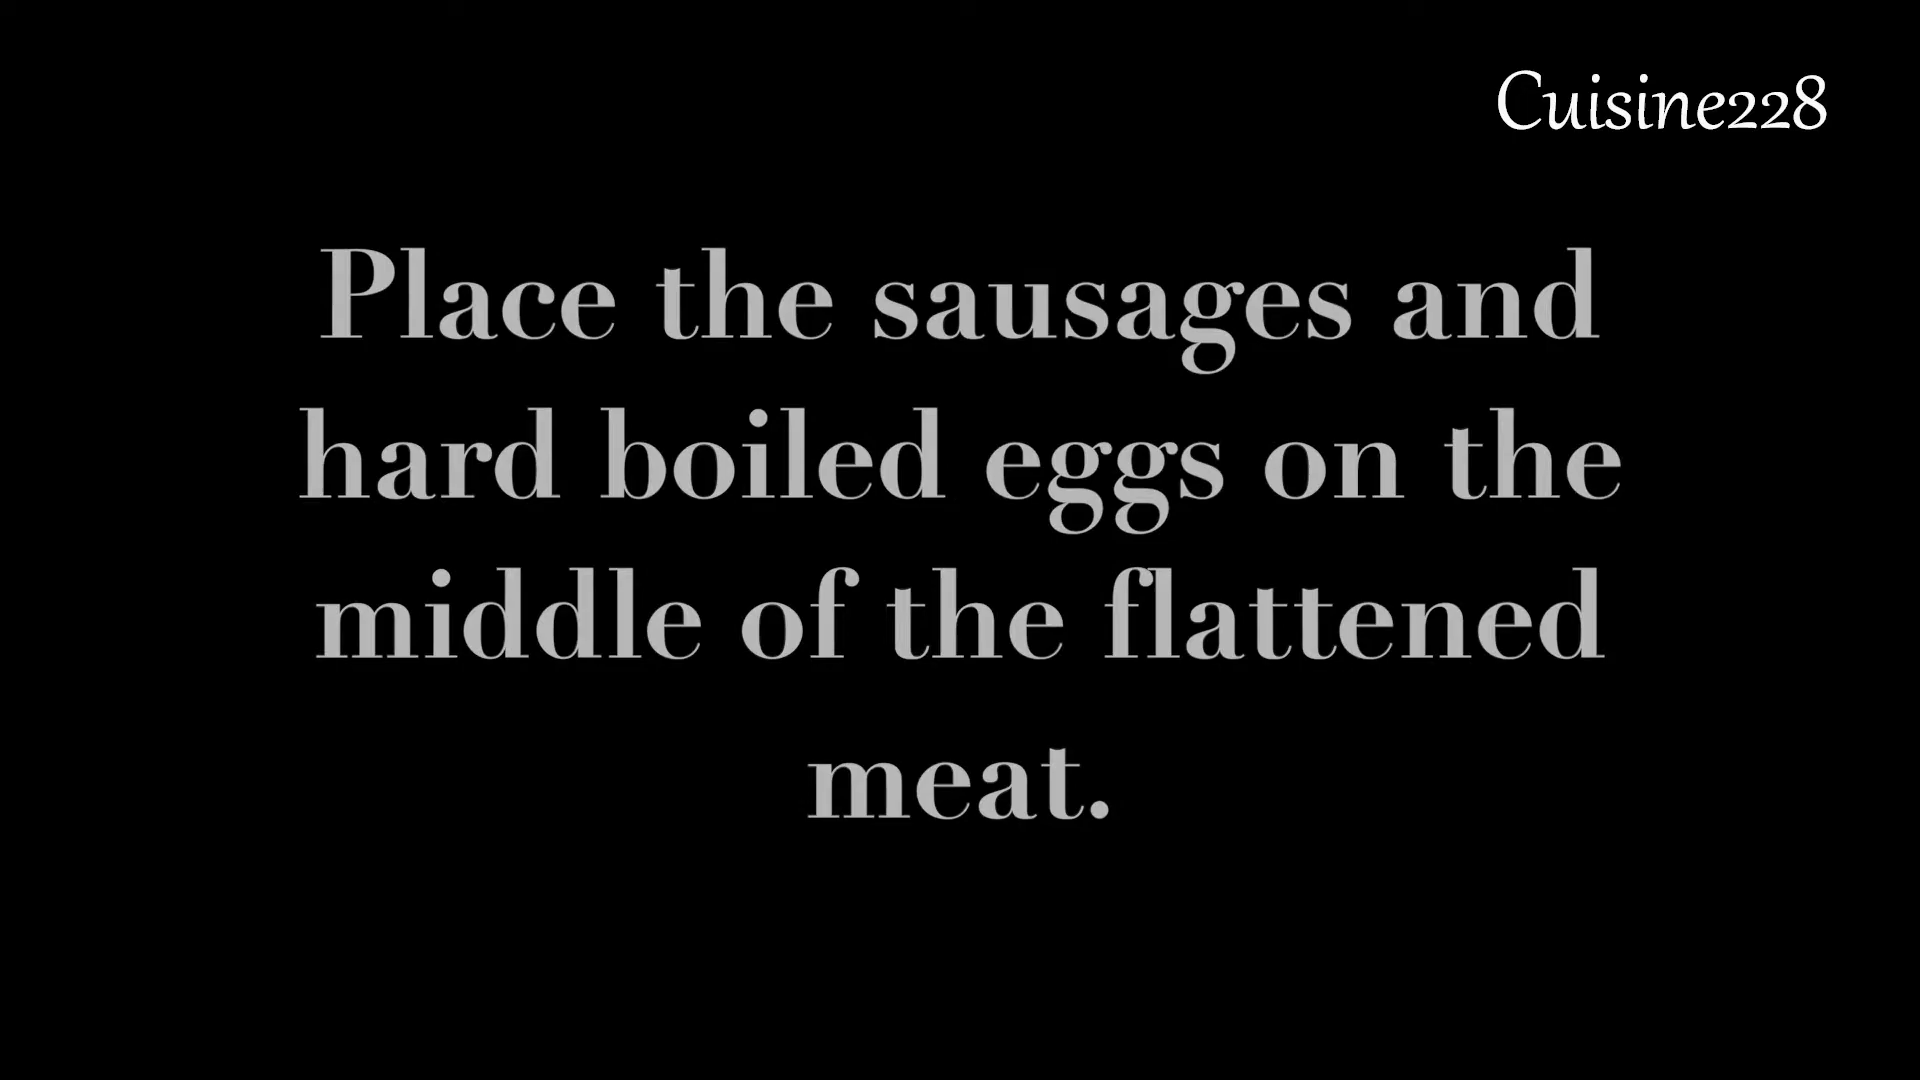 Cuisine228
Place the sausages and
hard boiled eggs on the
middle of the flattened
meat.